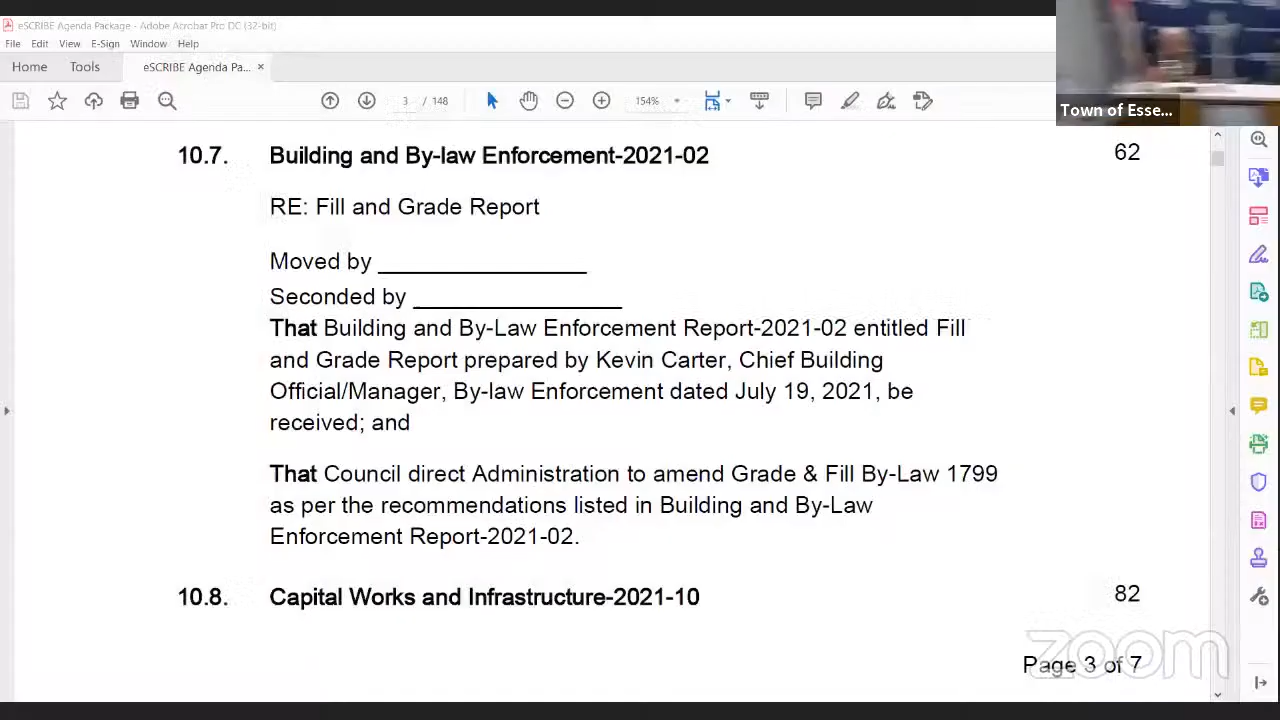 eSCRIBE Agenda Package - Adobe Acrobat Pro DC (32-bit)
File Edit View E-Sign Window Help
Home Tools eSCRIBE Agenda Pa... ×
3 / 148 154%
Town of Esse...
10.7. Building and By-law Enforcement-2021-02 62
RE: Fill and Grade Report
Moved by ________________
Seconded by ________________
That Building and By-Law Enforcement Report-2021-02 entitled Fill
and Grade Report prepared by Kevin Carter, Chief Building
Official/Manager, By-law Enforcement dated July 19, 2021, be
received; and
That Council direct Administration to amend Grade & Fill By-Law 1799
as per the recommendations listed in Building and By-Law
Enforcement Report-2021-02.
10.8. Capital Works and Infrastructure-2021-10 82
zoom
Page 3 of 7